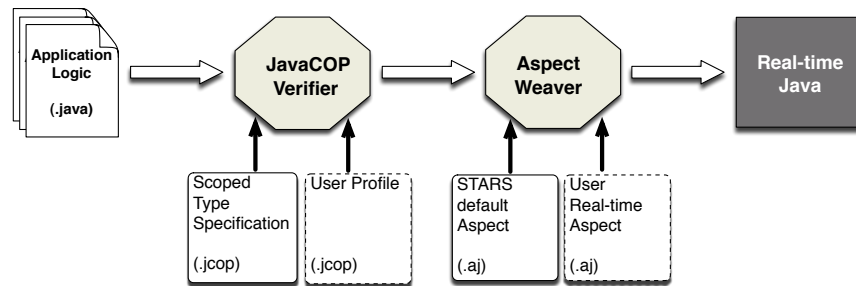 Application
Logic
(.java)
JavaCOP
Verifier
Aspect
Weaver
Real-time
Java
Scoped
Type
Specification
(.jcop)
User Profile
(.jcop)
STARS
default
Aspect
(.aj)
User
Real-time
Aspect
(.aj)